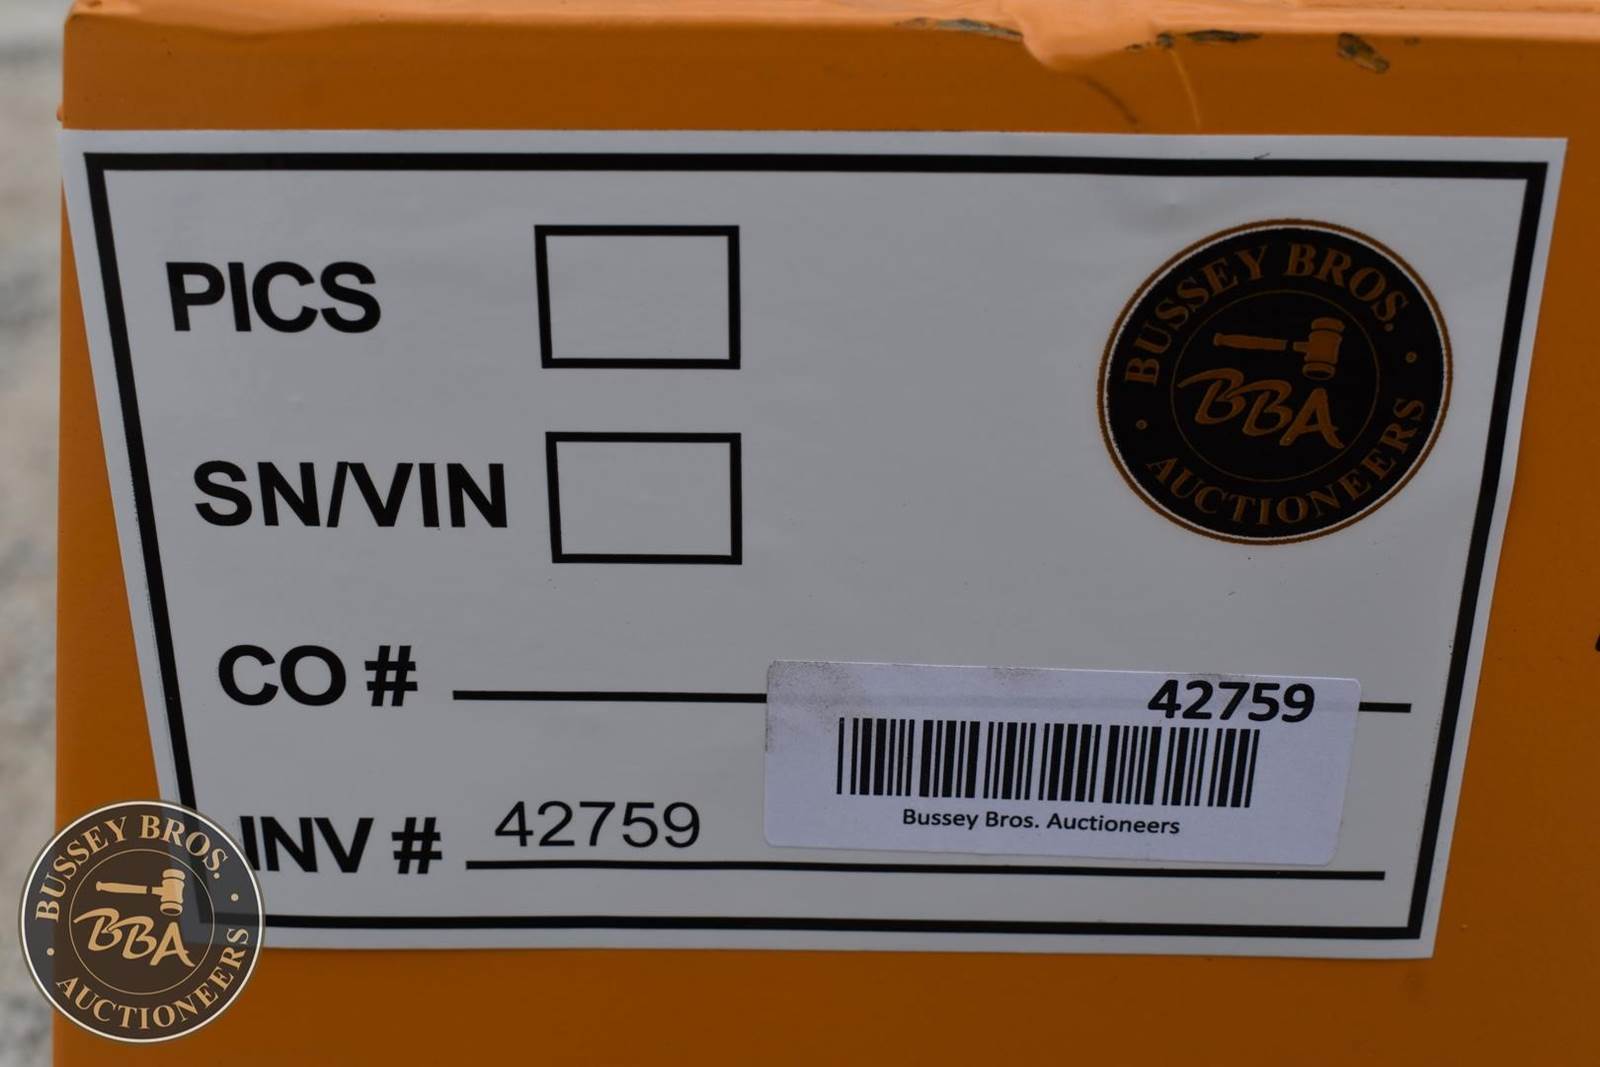 PICS
BUSSEY BROS.
BBA
AUCTIONEERS
SN/VIN
CO #
42759
Bussey Bros. Auctioneers
INV # 42759
BUSSEY BROS.
BBA
AUCTIONEERS